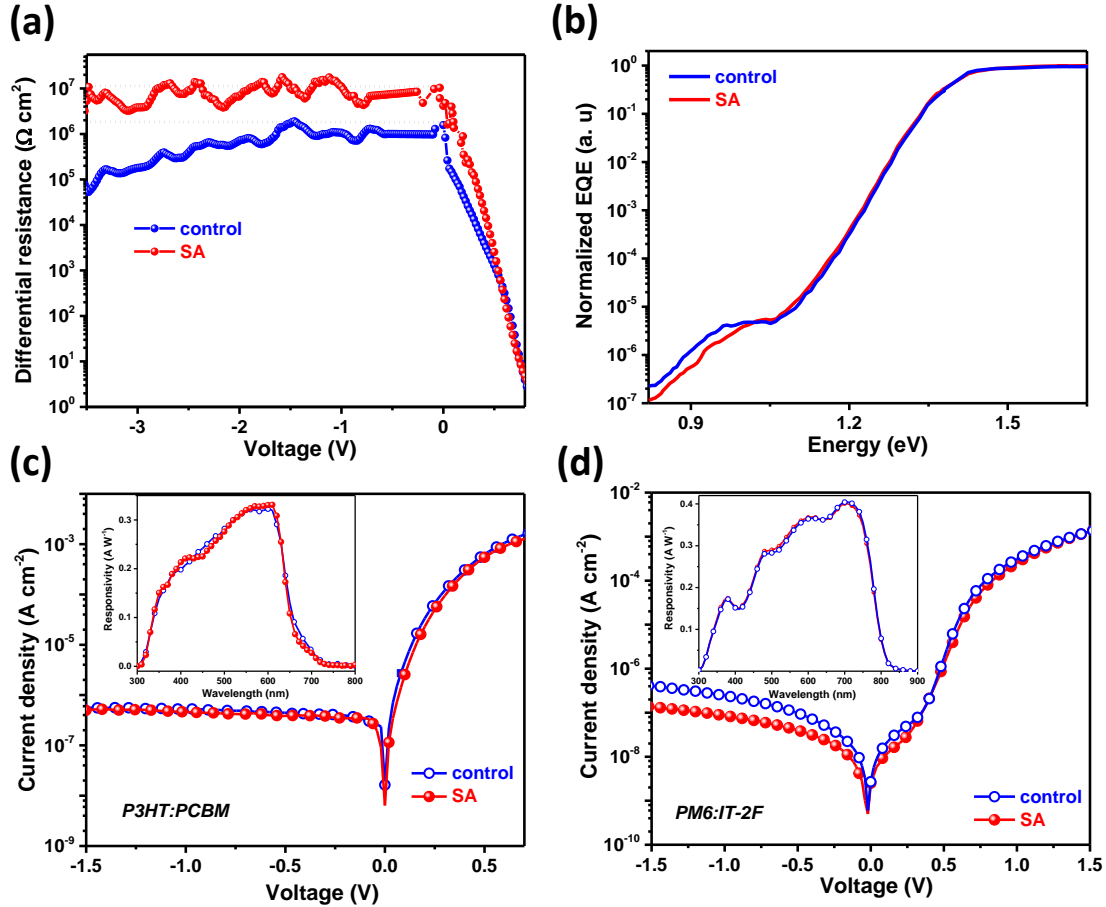 (a)
Differential resistance (Ω cm²)
10⁷
10⁶
10⁵
10⁴
10³
10²
10¹
10⁰
control
SA
-3
-2
-1
0
Voltage (V)
(b)
Normalized EQE (a. u)
10⁰
10⁻¹
10⁻²
10⁻³
10⁻⁴
10⁻⁵
10⁻⁶
10⁻⁷
control
SA
0.9
1.2
1.5
Energy (eV)
(c)
Current density (A cm⁻²)
10⁻³
10⁻⁵
10⁻⁷
10⁻⁹
Responsivity (A W⁻¹)
0.3
0.2
0.1
0.0
300 400 500 600 700 800
Wavelength (nm)
control
SA
P3HT:PCBM
-1.5 -1.0 -0.5 0.0 0.5
Voltage (V)
(d)
Current density (A cm⁻²)
10⁻²
10⁻⁴
10⁻⁶
10⁻⁸
10⁻¹⁰
Responsivity (A W⁻¹)
0.4
0.3
0.2
0.1
300 400 500 600 700 800 900
Wavelength (nm)
control
SA
PM6:IT-2F
-1.5 -1.0 -0.5 0.0 0.5 1.0 1.5
Voltage (V)